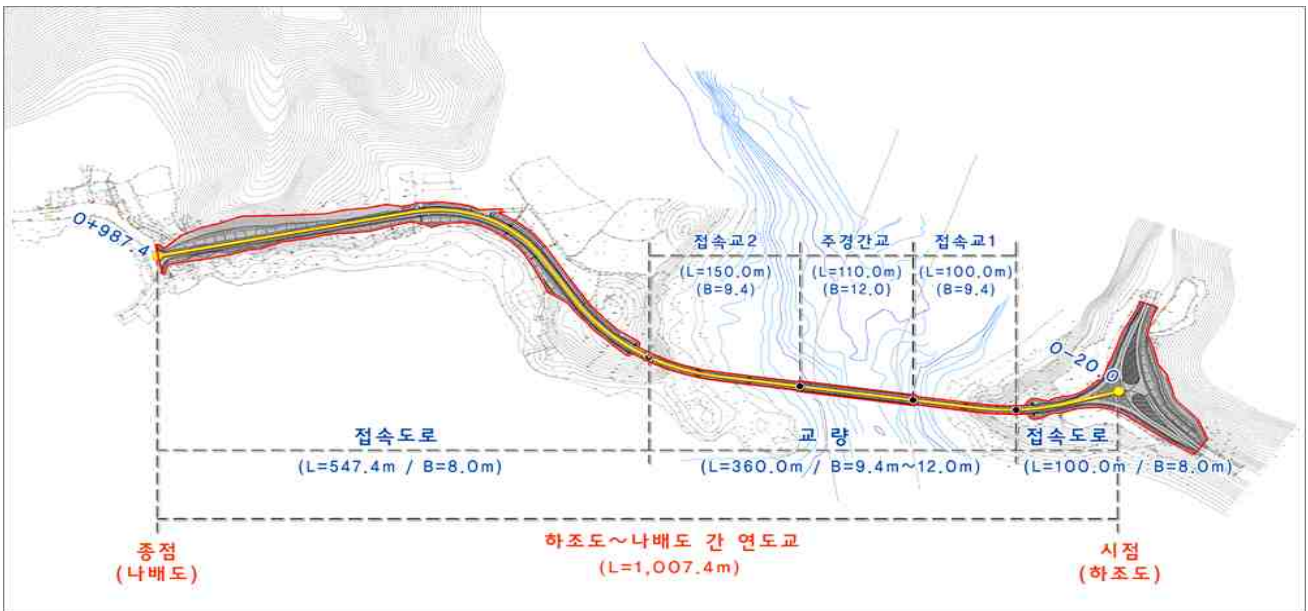 0+987.4
접속교2
주경간교
접속교1
(L=150.0m)
(L=110.0m)
(L=100.0m)
(B=9.4)
(B=12.0)
(B=9.4)
0-20.0
접속도로
교 량
접속도로
(L=547.4m / B=8.0m)
(L=360.0m / B=9.4m~12.0m)
(L=100.0m / B=8.0m)
종점
(나배도)
하조도~나배도 간 연도교
(L=1,007.4m)
시점
(하조도)